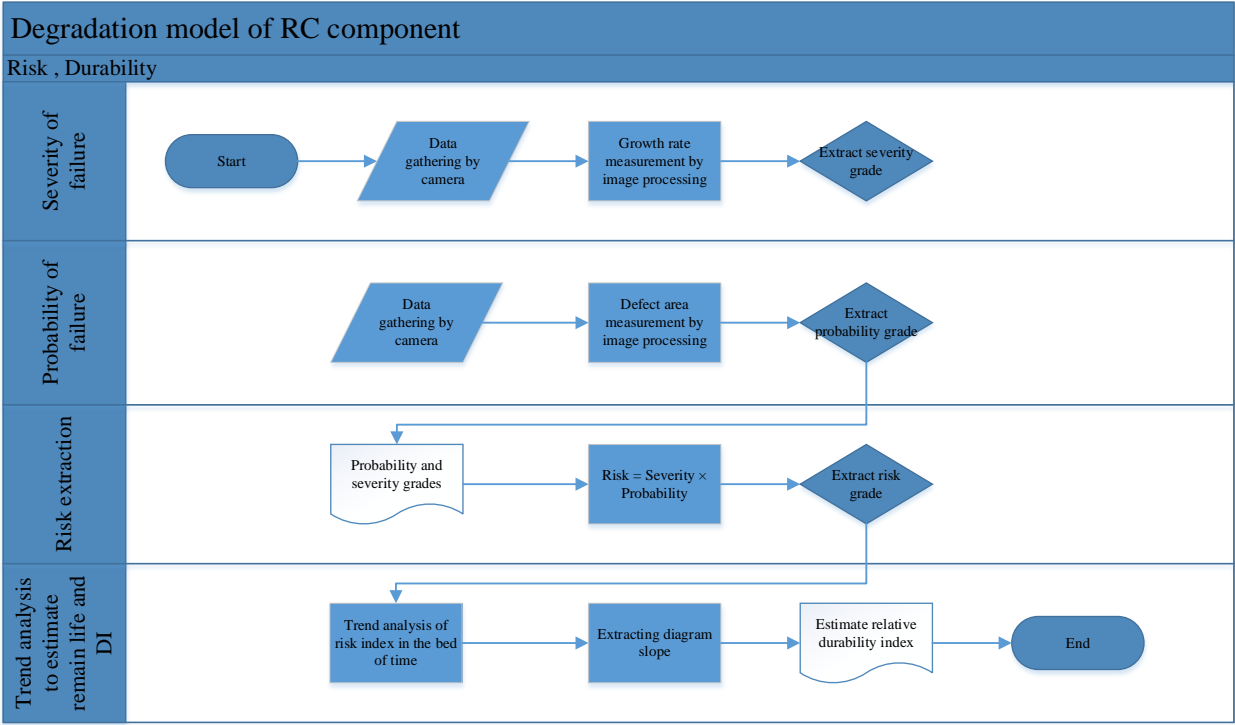 Degradation model of RC component
Risk , Durability
Severity of
failure
Start
Data
gathering by
camera
Growth rate
measurement by
image processing
Extract severity
grade
Probability of
failure
Data
gathering by
camera
Defect area
measurement by
image processing
Extract
probability grade
Risk extraction
Probability and
severity grades
Risk = Severity ×
Probability
Extract risk
grade
Trend analysis
to estimate
remain life and
DI
Trend analysis of
risk index in the bed
of time
Extracting diagram
slope
Estimate relative
durability index
End